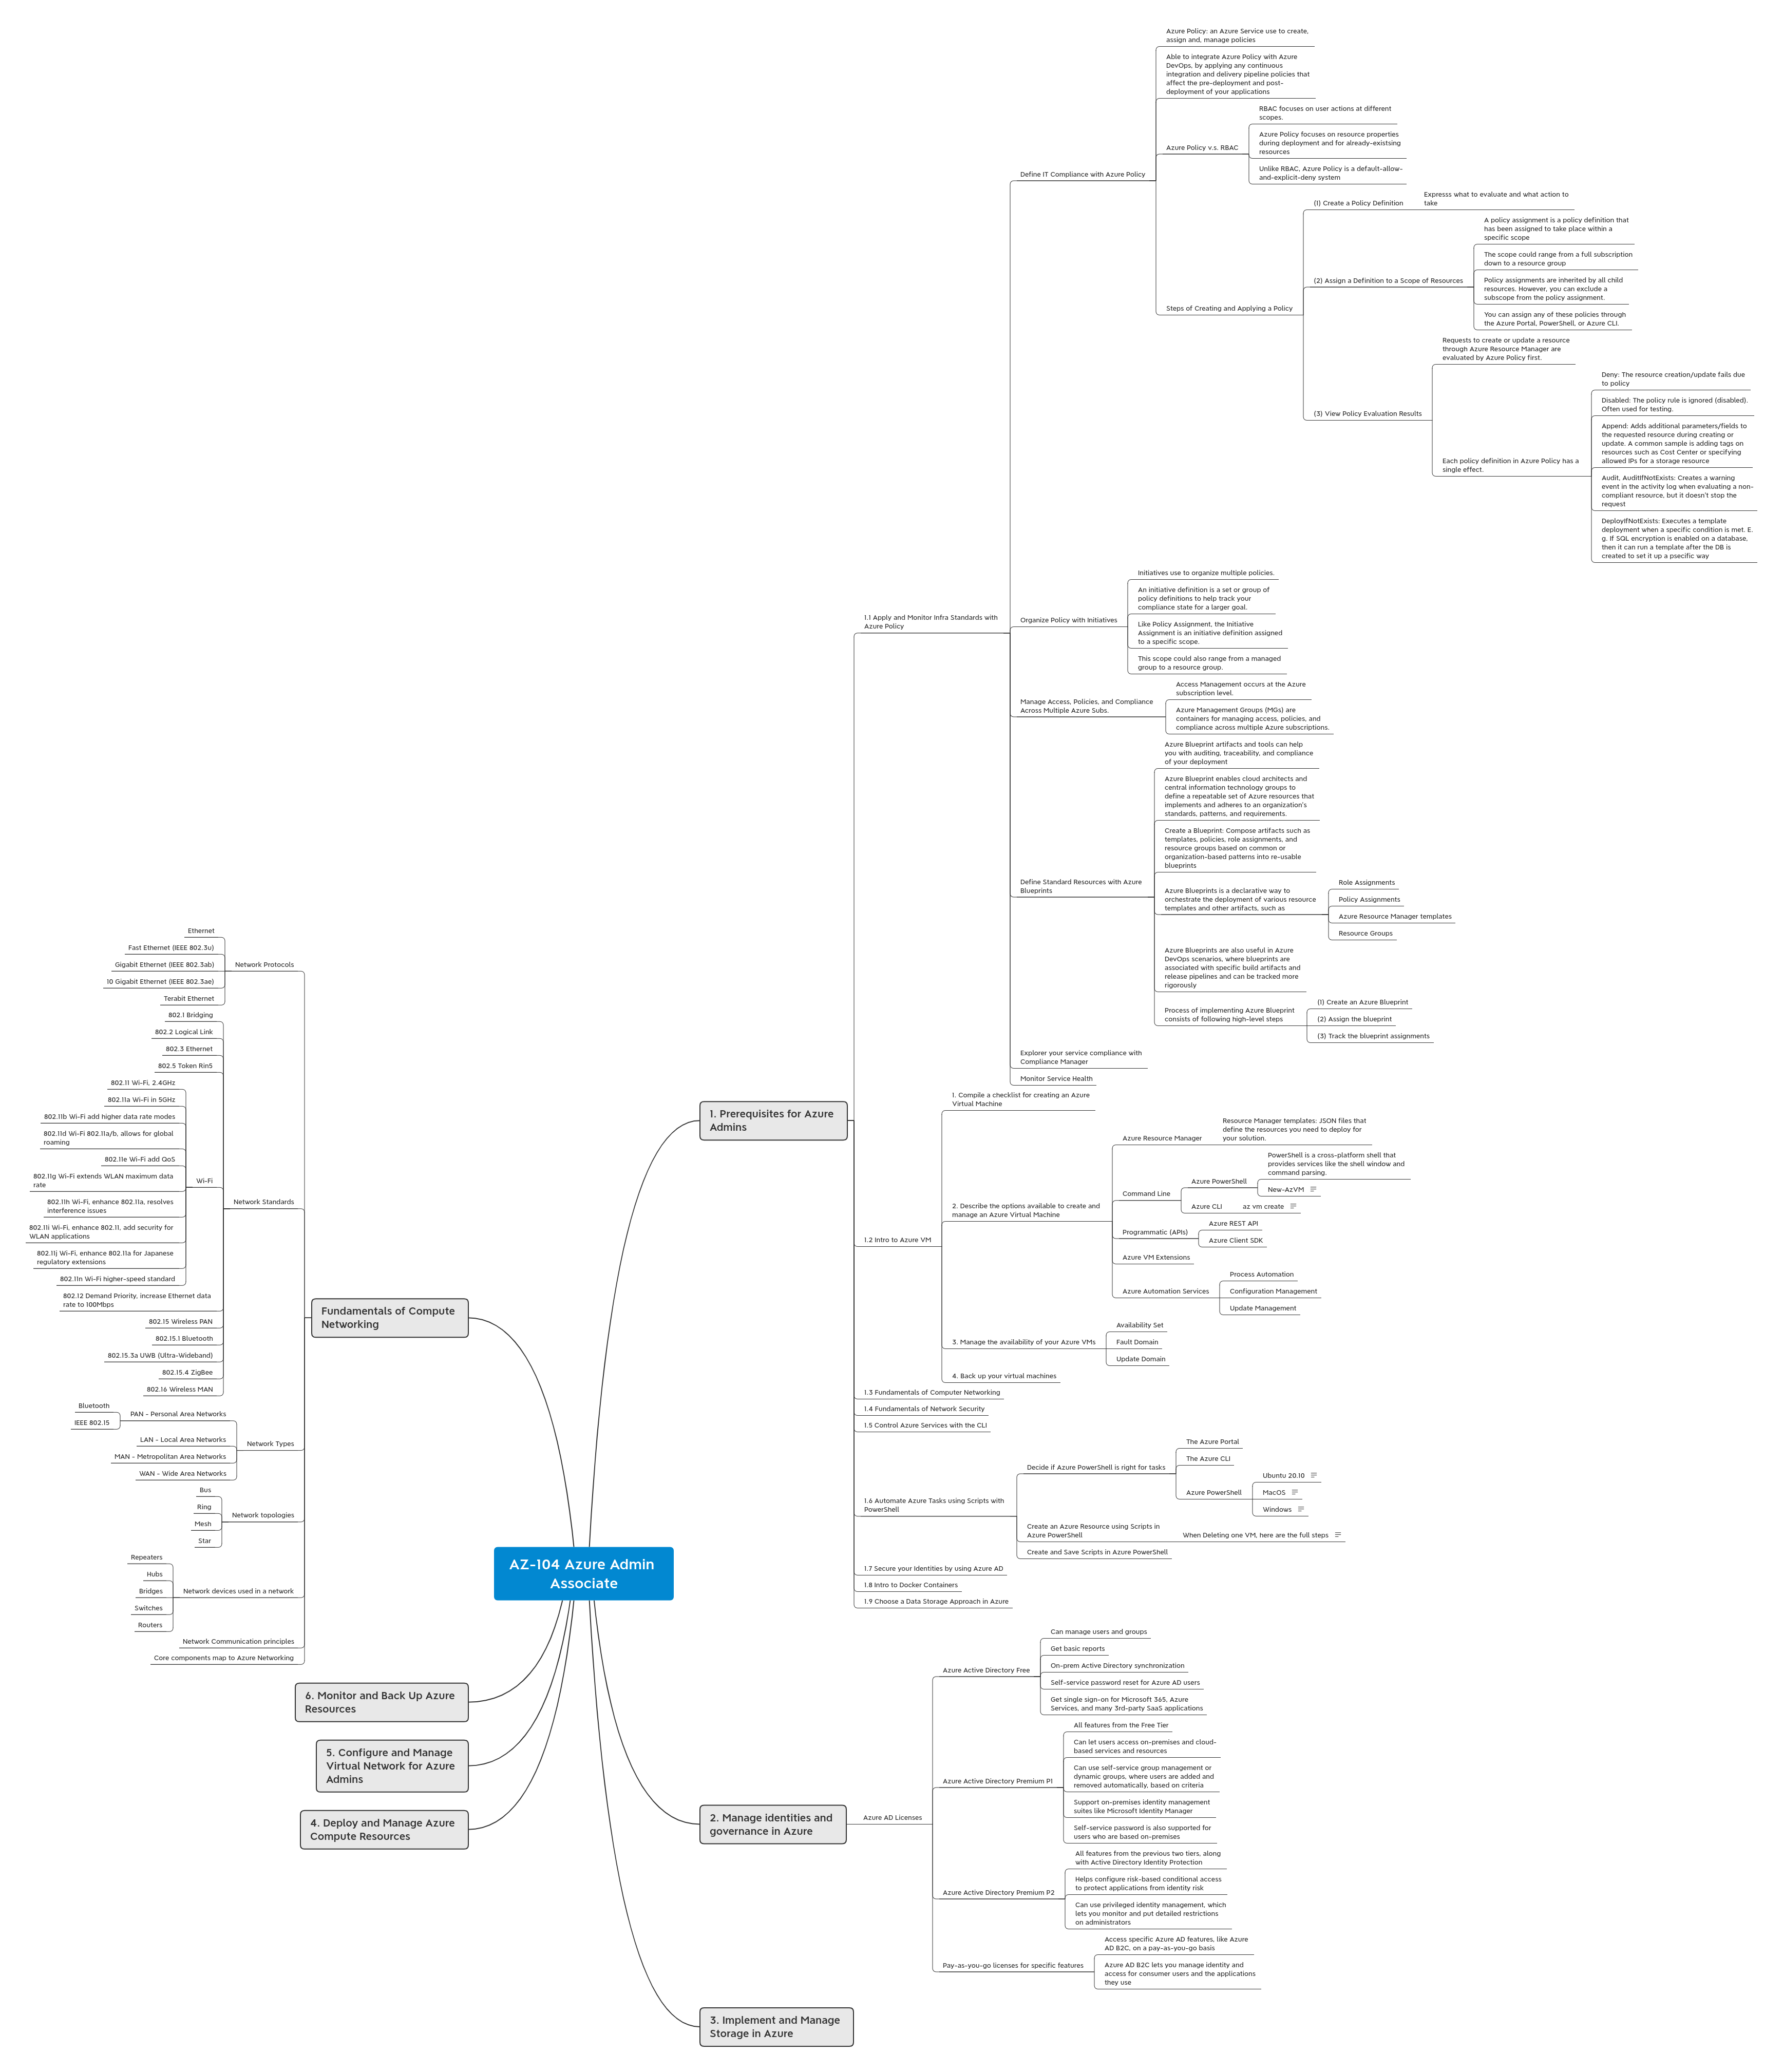 AZ-104 Azure Admin
Associate
1. Prerequisites for Azure
Admins
1.1 Apply and Monitor Infra Standards with
Azure Policy
Define IT Compliance with Azure Policy
Azure Policy: an Azure Service use to create,
assign and, manage policies
Able to integrate Azure Policy with Azure
DevOps, by applying any continuous
integration and delivery pipeline policies that
affect the pre-deployment and post-
deployment of your applications
Azure Policy v.s. RBAC
RBAC focuses on user actions at different
scopes.
Azure Policy focuses on resource properties
during deployment and for already-existsing
resources
Unlike RBAC, Azure Policy is a default-allow-
and-explicit-deny system
Steps of Creating and Applying a Policy
(1) Create a Policy Definition
Expresss what to evaluate and what action to
take
(2) Assign a Definition to a Scope of Resources
A policy assignment is a policy definition that
has been assigned to take place within a
specific scope
The scope could range from a full subscription
down to a resource group
Policy assignments are inherited by all child
resources. However, you can exclude a
subscope from the policy assignment.
You can assign any of these policies through
the Azure Portal, PowerShell, or Azure CLI.
(3) View Policy Evaluation Results
Requests to create or update a resource
through Azure Resource Manager are
evaluated by Azure Policy first.
Each policy definition in Azure Policy has a
single effect.
Deny: The resource creation/update fails due
to policy
Disabled: The policy rule is ignored (disabled).
Often used for testing.
Append: Adds additional parameters/fields to
the requested resource during creating or
update. A common sample is adding tags on
resources such as Cost Center or specifying
allowed IPs for a storage resource
Audit, AuditIfNotExists: Creates a warning
event in the activity log when evaluating a non-
compliant resource, but it doesn't stop the
request
DeployIfNotExists: Executes a template
deployment when a specific condition is met. E.
g. If SQL encryption is enabled on a database,
then it can run a template after the DB is
created to set it up a psecific way
Organize Policy with Initiatives
Initiatives use to organize multiple policies.
An initiative definition is a set or group of
policy definitions to help track your
compliance state for a larger goal.
Like Policy Assignment, the Initiative
Assignment is an initiative definition assigned
to a specific scope.
This scope could also range from a managed
group to a resource group.
Manage Access, Policies, and Compliance
Across Multiple Azure Subs.
Access Management occurs at the Azure
subscription level.
Azure Management Groups (MGs) are
containers for managing access, policies, and
compliance across multiple Azure subscriptions.
Define Standard Resources with Azure
Blueprints
Azure Blueprint artifacts and tools can help
you with auditing, traceability, and compliance
of your deployment
Azure Blueprint enables cloud architects and
central information technology groups to
define a repeatable set of Azure resources that
implements and adheres to an organization's
standards, patterns, and requirements.
Create a Blueprint: Compose artifacts such as
templates, policies, role assignments, and
resource groups based on common or
organization-based patterns into re-usable
blueprints
Azure Blueprints is a declarative way to
orchestrate the deployment of various resource
templates and other artifacts, such as
Role Assignments
Policy Assignments
Azure Resource Manager templates
Resource Groups
Azure Blueprints are also useful in Azure
DevOps scenarios, where blueprints are
associated with specific build artifacts and
release pipelines and can be tracked more
rigorously
Process of implementing Azure Blueprint
consists of following high-level steps
(1) Create an Azure Blueprint
(2) Assign the blueprint
(3) Track the blueprint assignments
Explorer your service compliance with
Compliance Manager
Monitor Service Health
1.2 Intro to Azure VM
1. Compile a checklist for creating an Azure
Virtual Machine
2. Describe the options available to create and
manage an Azure Virtual Machine
Azure Resource Manager
Resource Manager templates: JSON files that
define the resources you need to deploy for
your solution.
Command Line
Azure PowerShell
PowerShell is a cross-platform shell that
provides services like the shell window and
command parsing.
New-AzVM
Azure CLI
az vm create
Programmatic (APIs)
Azure REST API
Azure Client SDK
Azure VM Extensions
Azure Automation Services
Process Automation
Configuration Management
Update Management
3. Manage the availability of your Azure VMs
Availability Set
Fault Domain
Update Domain
4. Back up your virtual machines
1.3 Fundamentals of Computer Networking
1.4 Fundamentals of Network Security
1.5 Control Azure Services with the CLI
1.6 Automate Azure Tasks using Scripts with
PowerShell
Decide if Azure PowerShell is right for tasks
The Azure Portal
The Azure CLI
Azure PowerShell
Ubuntu 20.10
MacOS
Windows
Create an Azure Resource using Scripts in
Azure PowerShell
When Deleting one VM, here are the full steps
Create and Save Scripts in Azure PowerShell
1.7 Secure your Identities by using Azure AD
1.8 Intro to Docker Containers
1.9 Choose a Data Storage Approach in Azure
2. Manage identities and
governance in Azure
Azure AD Licenses
Azure Active Directory Free
Can manage users and groups
Get basic reports
On-prem Active Directory synchronization
Self-service password reset for Azure AD users
Get single sign-on for Microsoft 365, Azure
Services, and many 3rd-party SaaS applications
Azure Active Directory Premium P1
All features from the Free Tier
Can let users access on-premises and cloud-
based services and resources
Can use self-service group management or
dynamic groups, where users are added and
removed automatically, based on criteria
Support on-premises identity management
suites like Microsoft Identity Manager
Self-service password is also supported for
users who are based on-premises
Azure Active Directory Premium P2
All features from the previous two tiers, along
with Active Directory Identity Protection
Helps configure risk-based conditional access
to protect applications from identity risk
Can use privileged identity management, which
lets you monitor and put detailed restrictions
on administrators
Pay-as-you-go licenses for specific features
Access specific Azure AD features, like Azure
AD B2C, on a pay-as-you-go basis
Azure AD B2C lets you manage identity and
access for consumer users and the applications
they use
3. Implement and Manage
Storage in Azure
4. Deploy and Manage Azure
Compute Resources
5. Configure and Manage
Virtual Network for Azure
Admins
6. Monitor and Back Up Azure
Resources
Fundamentals of Compute
Networking
Network Protocols
Ethernet
Fast Ethernet (IEEE 802.3u)
Gigabit Ethernet (IEEE 802.3ab)
10 Gigabit Ethernet (IEEE 802.3ae)
Terabit Ethernet
Network Standards
802.1 Bridging
802.2 Logical Link
802.3 Ethernet
802.5 Token Rin5
Wi-Fi
802.11 Wi-Fi, 2.4GHz
802.11a Wi-Fi in 5GHz
802.11b Wi-Fi add higher data rate modes
802.11d Wi-Fi 802.11a/b, allows for global
roaming
802.11e Wi-Fi add QoS
802.11g Wi-Fi extends WLAN maximum data
rate
802.11h Wi-Fi, enhance 802.11a, resolves
interference issues
802.11i Wi-Fi, enhance 802.11, add security for
WLAN applications
802.11j Wi-Fi, enhance 802.11a for Japanese
regulatory extensions
802.11n Wi-Fi higher-speed standard
802.12 Demand Priority, increase Ethernet data
rate to 100Mbps
802.15 Wireless PAN
802.15.1 Bluetooth
802.15.3a UWB (Ultra-Wideband)
802.15.4 ZigBee
802.16 Wireless MAN
Network Types
PAN - Personal Area Networks
Bluetooth
IEEE 802.15
LAN - Local Area Networks
MAN - Metropolitan Area Networks
WAN - Wide Area Networks
Network topologies
Bus
Ring
Mesh
Star
Network devices used in a network
Repeaters
Hubs
Bridges
Switches
Routers
Network Communication principles
Core components map to Azure Networking